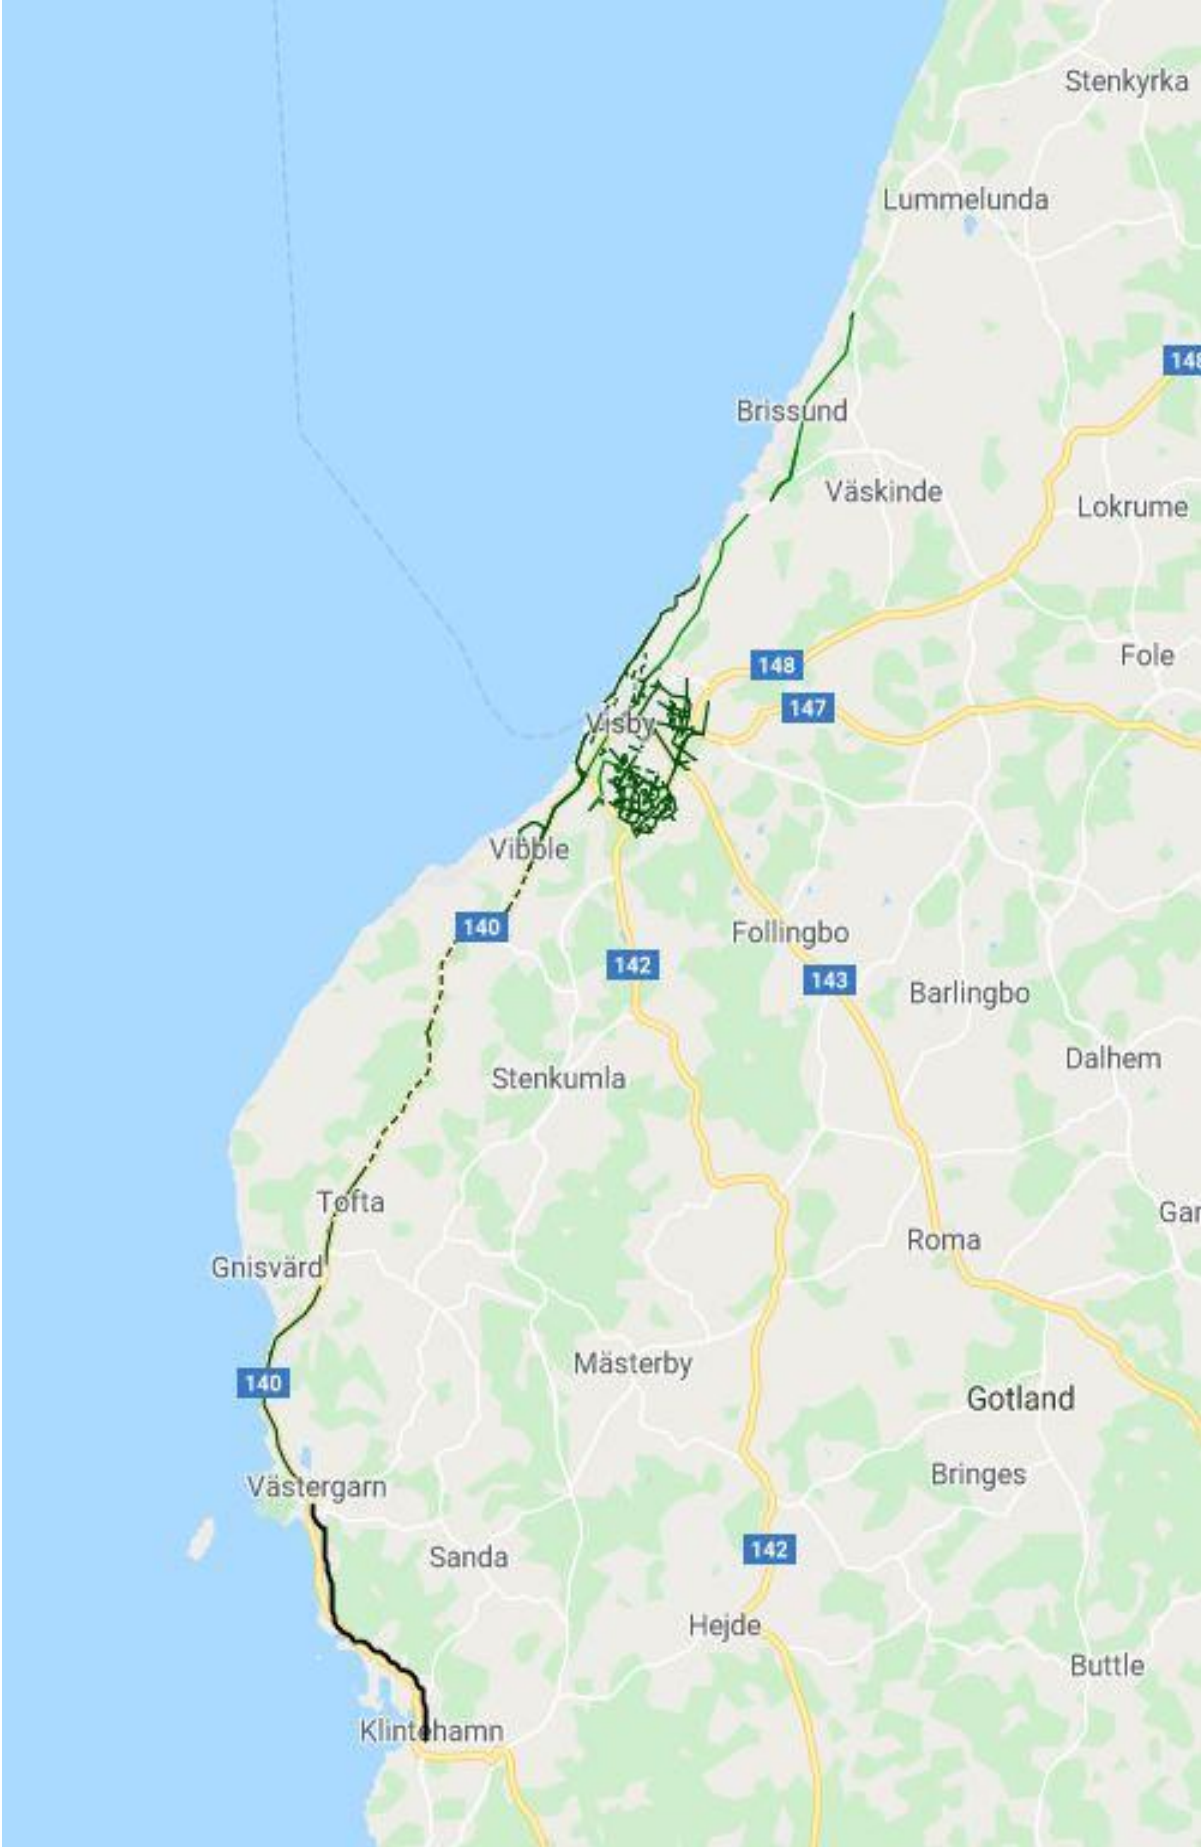 Stenkyrka
Lummelunda
148
Brissund
Väskinde
Lokrume
Fole
148
147
Visby
Vibble
140
Follingbo
142
143
Barlingbo
Dalhem
Stenkumla
Tofta
Gar
Roma
Gnisvärd
Mästerby
140
Gotland
Bringes
Västergarn
142
Sanda
Hejde
Buttle
Klintehamn